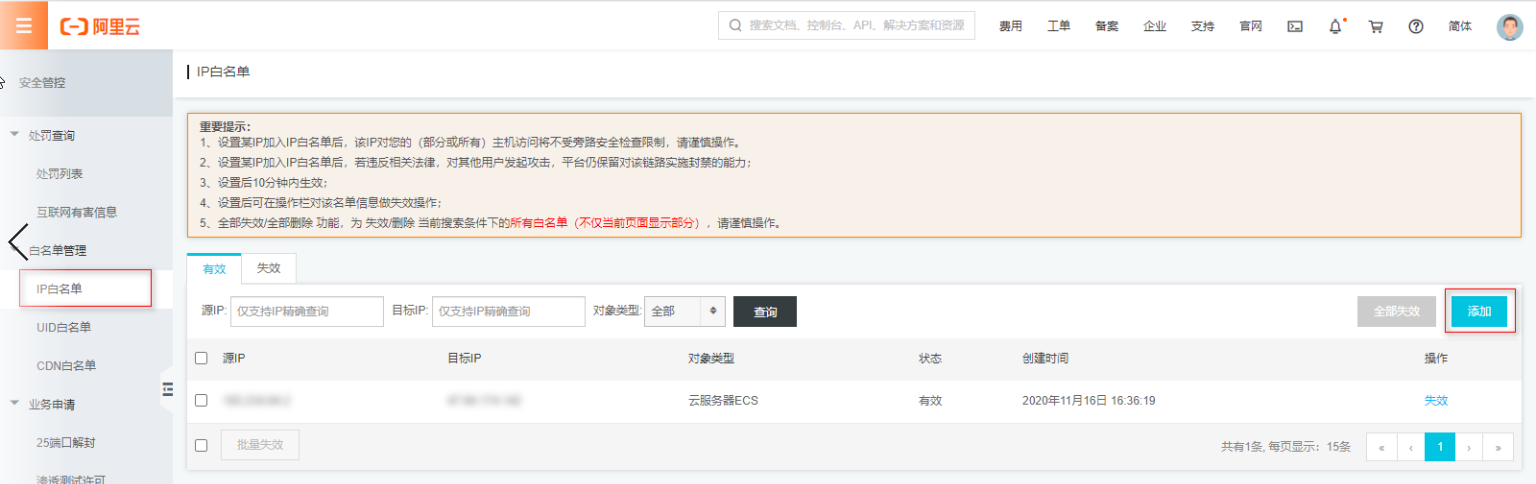 阿里云
搜索文档、控制台、API、解决方案和资源
费用 工单 备案 企业 支持 官网 简体
安全管控
处罚查询
处罚列表
互联网有害信息
白名单管理
IP白名单
UID白名单
CDN白名单
业务申请
25端口解封
渗透测试许可
IP白名单
重要提示:
1、设置某IP加入IP白名单后，该IP对您的（部分或所有）主机访问将不受旁路安全检查限制，请谨慎操作。
2、设置某IP加入IP白名单后，若违反相关法律，对其他用户发起攻击，平台仍保留对该链路实施封禁的能力；
3、设置后10分钟内生效；
4、设置后可在操作栏对该名单信息做失效操作；
5、全部失效/全部删除 功能，为 失效/删除 当前搜索条件下的所有白名单（不仅当前页面显示部分），请谨慎操作。
有效 失效
源IP: 仅支持IP精确查询 目标IP: 仅支持IP精确查询 对象类型: 全部 查询 全部失效 添加
源IP 目标IP 对象类型 状态 创建时间 操作
云服务器ECS 有效 2020年11月16日 16:36:19 失效
批量失效 共有1条, 每页显示：15条 « ‹ 1 › »